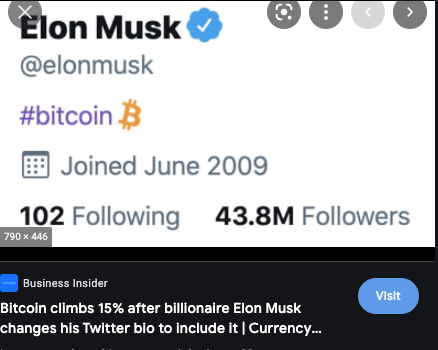 Elon Musk
@elonmusk
#bitcoin
Joined June 2009
102 Following 43.8M Followers
790 × 446
Business Insider
Visit
Bitcoin climbs 15% after billionaire Elon Musk
changes his Twitter bio to include it | Currency...